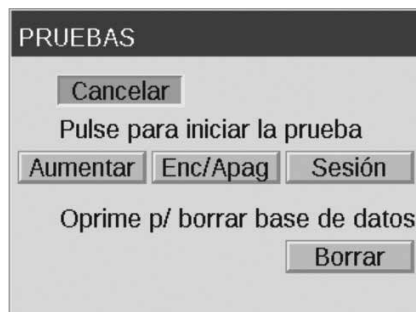 PRUEBAS
Cancelar
Pulse para iniciar la prueba
Aumentar Enc/Apag Sesión
Oprime p/ borrar base de datos
Borrar